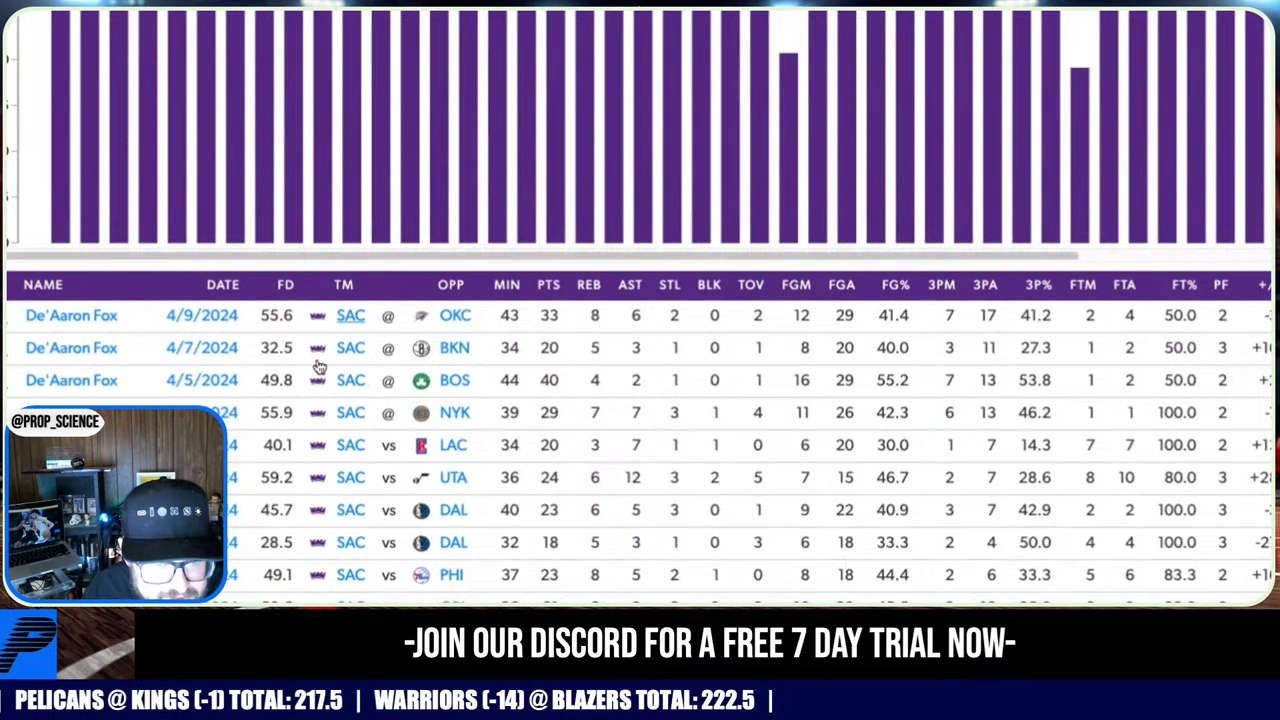 NAME DATE FD TM OPP MIN PTS REB AST STL BLK TOV FGM FGA FG% 3PM 3PA 3P% FTM FTA FT% PF +/
De'Aaron Fox 4/9/2024 55.6 SAC @ OKC 43 33 8 6 2 0 2 12 29 41.4 7 17 41.2 2 4 50.0 2
De'Aaron Fox 4/7/2024 32.5 SAC @ BKN 34 20 5 3 1 0 1 8 20 40.0 3 11 27.3 1 2 50.0 3
De'Aaron Fox 4/5/2024 49.8 SAC @ BOS 44 40 4 2 1 0 1 16 29 55.2 7 13 53.8 1 2 50.0 2
24 55.9 SAC @ NYK 39 29 7 7 3 1 4 11 26 42.3 6 13 46.2 1 1 100.0 2
4 40.1 SAC vs LAC 34 20 3 7 1 1 0 6 20 30.0 1 7 14.3 7 7 100.0 2
4 59.2 SAC vs UTA 36 24 6 12 3 2 5 7 15 46.7 2 7 28.6 8 10 80.0 3
4 45.7 SAC vs DAL 40 23 6 5 3 0 1 9 22 40.9 3 7 42.9 2 2 100.0 3
4 28.5 SAC vs DAL 32 18 5 3 1 0 3 6 18 33.3 2 4 50.0 4 4 100.0 3
4 49.1 SAC vs PHI 37 23 8 5 2 1 0 8 18 44.4 2 6 33.3 5 6 83.3 2
@PROP_SCIENCE
-JOIN OUR DISCORD FOR A FREE 7 DAY TRIAL NOW-
| PELICANS @ KINGS (-1) TOTAL: 217.5 | WARRIORS (-14) @ BLAZERS TOTAL: 222.5 |